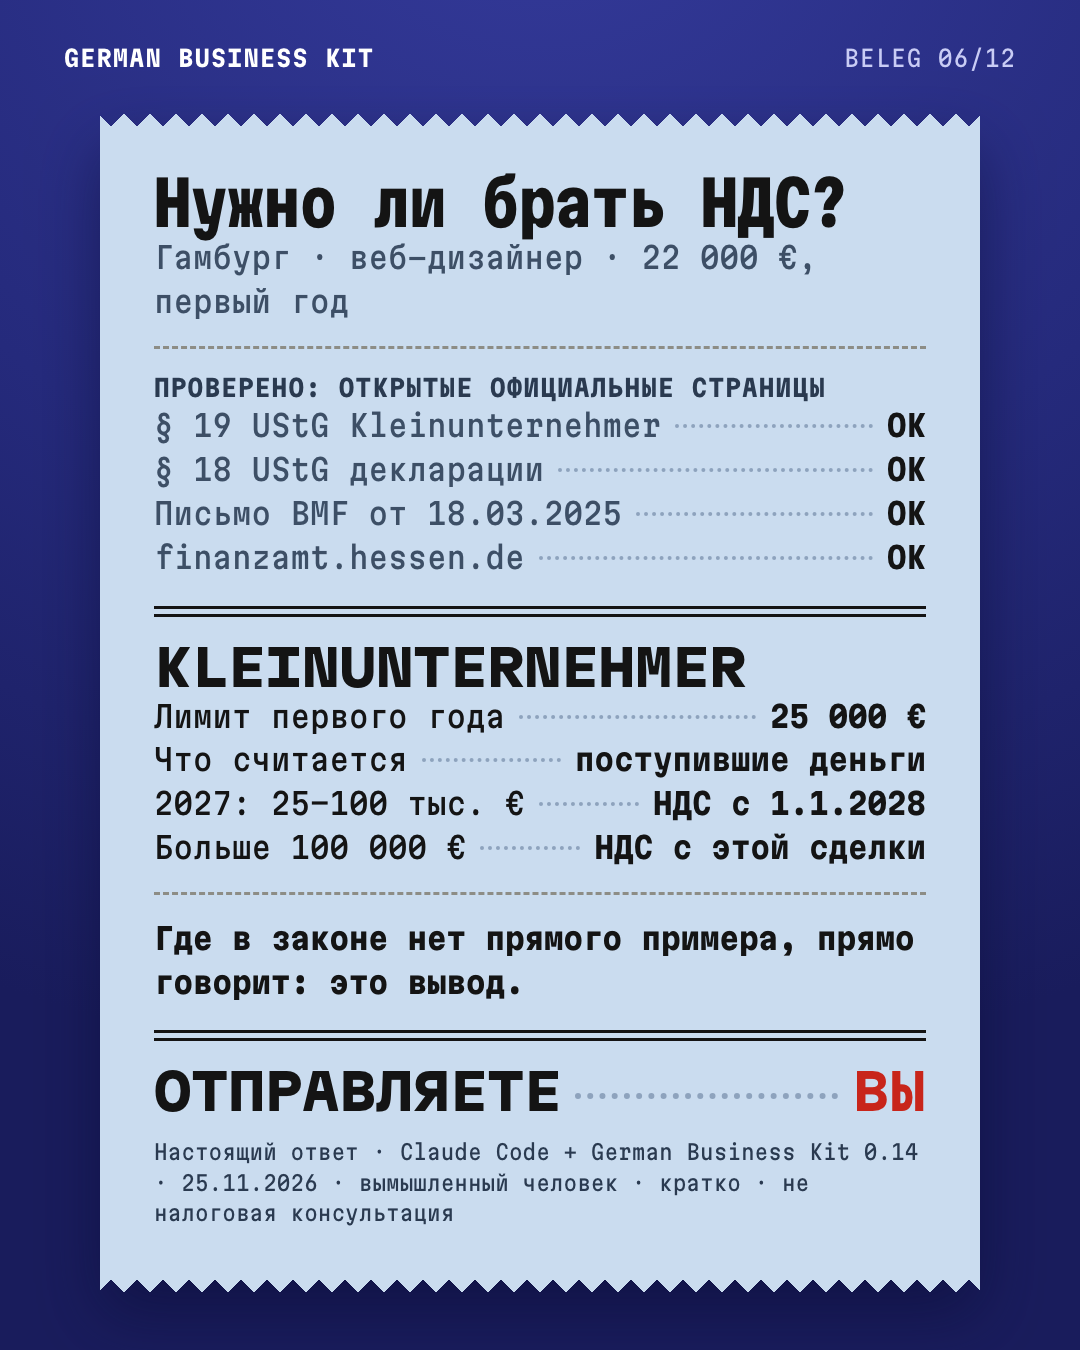 GERMAN BUSINESS KIT
BELEG 06/12
Нужно ли брать НДС?
Гамбург · веб-дизайнер · 22 000 €,
первый год
ПРОВЕРЕНО: ОТКРЫТЫЕ ОФИЦИАЛЬНЫЕ СТРАНИЦЫ
§ 19 UStG Kleinunternehmer OK
§ 18 UStG декларации OK
Письмо BMF от 18.03.2025 OK
finanzamt.hessen.de OK
KLEINUNTERNEHMER
Лимит первого года 25 000 €
Что считается поступившие деньги
2027: 25–100 тыс. € НДС с 1.1.2028
Больше 100 000 € НДС с этой сделки
Где в законе нет прямого примера, прямо
говорит: это вывод.
ОТПРАВЛЯЕТЕ ВЫ
Настоящий ответ · Claude Code + German Business Kit 0.14
· 25.11.2026 · вымышленный человек · кратко · не
налоговая консультация